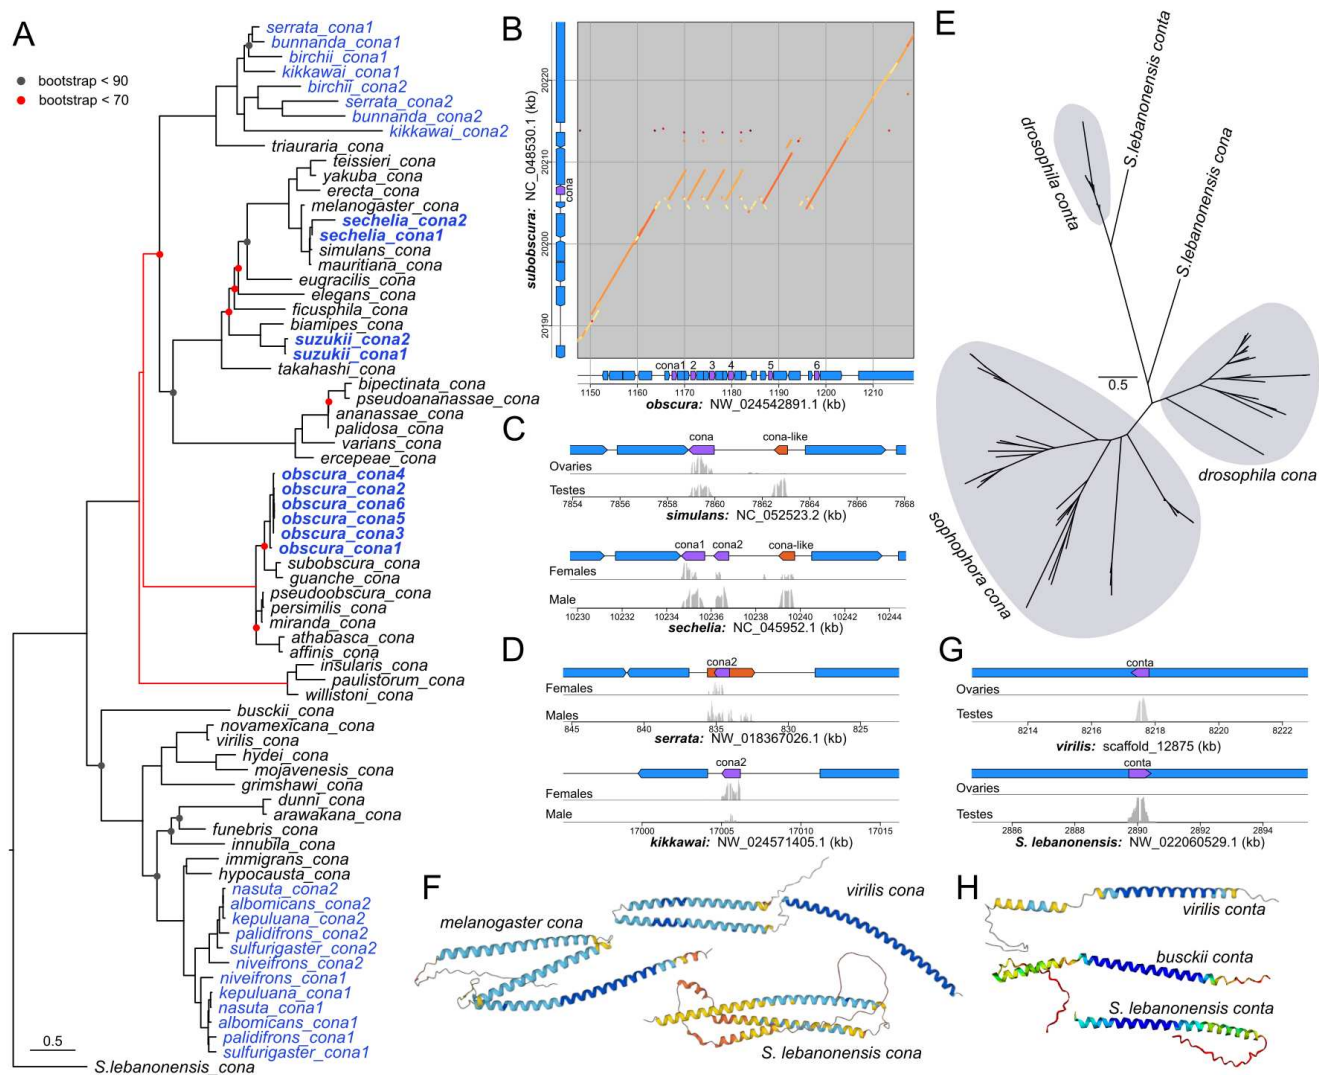 A
bootstrap < 90
bootstrap < 70
serrata_cona1
bunnanda_cona1
birchii_cona1
kikkawai_cona1
birchii_cona2
serrata_cona2
bunnanda_cona2
kikkawai_cona2
triauraria_cona
teissieri_cona
yakuba_cona
erecta_cona
melanogaster_cona
sechelia_cona2
sechelia_cona1
simulans_cona
mauritiana_cona
eugracilis_cona
elegans_cona
ficusphila_cona
biamipes_cona
suzukii_cona2
suzukii_cona1
takahashi_cona
bipectinata_cona
pseudoananassae_cona
ananassae_cona
palidosa_cona
varians_cona
ercepeae_cona
obscura_cona4
obscura_cona2
obscura_cona6
obscura_cona5
obscura_cona3
obscura_cona1
subobscura_cona
guanche_cona
pseudoobscura_cona
persimilis_cona
miranda_cona
athabasca_cona
affinis_cona
insularis_cona
paulistorum_cona
willistoni_cona
busckii_cona
novamexicana_cona
virilis_cona
hydei_cona
mojavenesis_cona
grimshawi_cona
dunni_cona
arawakana_cona
funebris_cona
innubila_cona
immigrans_cona
hypocausta_cona
nasuta_cona2
albomicans_cona2
kepuluana_cona2
palidifrons_cona2
sulfurigaster_cona2
niveifrons_cona2
niveifrons_cona1
kepuluana_cona1
nasuta_cona1
albomicans_cona1
palidifrons_cona1
sulfurigaster_cona1
S.lebanonensis_cona
0.5
B
subobscura: NC_048530.1 (kb)
20220
20210
20200
20190
cona
cona1 2 3 4 5 6
1150 1160 1170 1180 1190 1200 1210
obscura: NW_024542891.1 (kb)
C
cona cona-like
Ovaries
Testes
7854 7856 7858 7860 7862 7864 7866 7868
simulans: NC_052523.2 (kb)
cona1 cona2 cona-like
Females
Male
10230 10232 10234 10236 10238 10240 10242 10244
sechelia: NC_045952.1 (kb)
D
cona2
Females
Males
845 840 835 830 825
serrata: NW_018367026.1 (kb)
cona2
Females
Male
17000 17005 17010 17015
kikkawai: NW_024571405.1 (kb)
E
drosophila conta
S.lebanonensis conta
S.lebanonensis cona
0.5
drosophila cona
sophophora cona
F
melanogaster cona
virilis cona
S. lebanonensis cona
G
conta
Ovaries
Testes
8214 8216 8218 8220 8222
virilis: scaffold_12875 (kb)
conta
Ovaries
Testes
2886 2888 2890 2892 2894
S. lebanonensis: NW_022060529.1 (kb)
H
virilis conta
busckii conta
S. lebanonensis conta